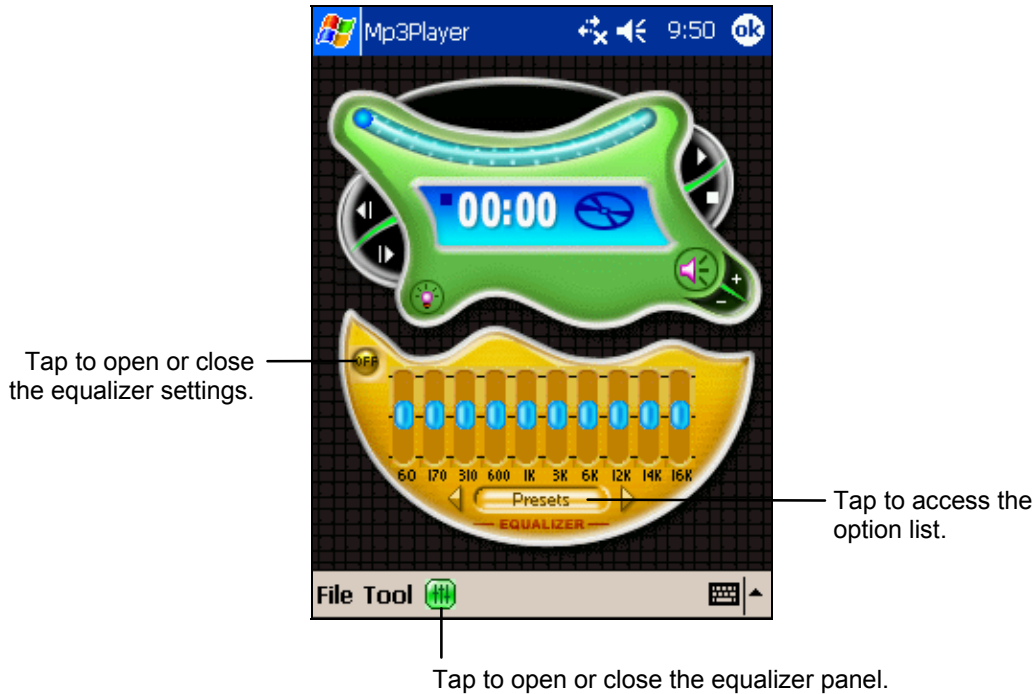 Mp3Player 9:50 ok
00:00
+
−
Tap to open or close
the equalizer settings.
OFF
60 170 310 600 1K 3K 6K 12K 14K 16K
Presets
EQUALIZER
Tap to access the
option list.
File Tool
Tap to open or close the equalizer panel.